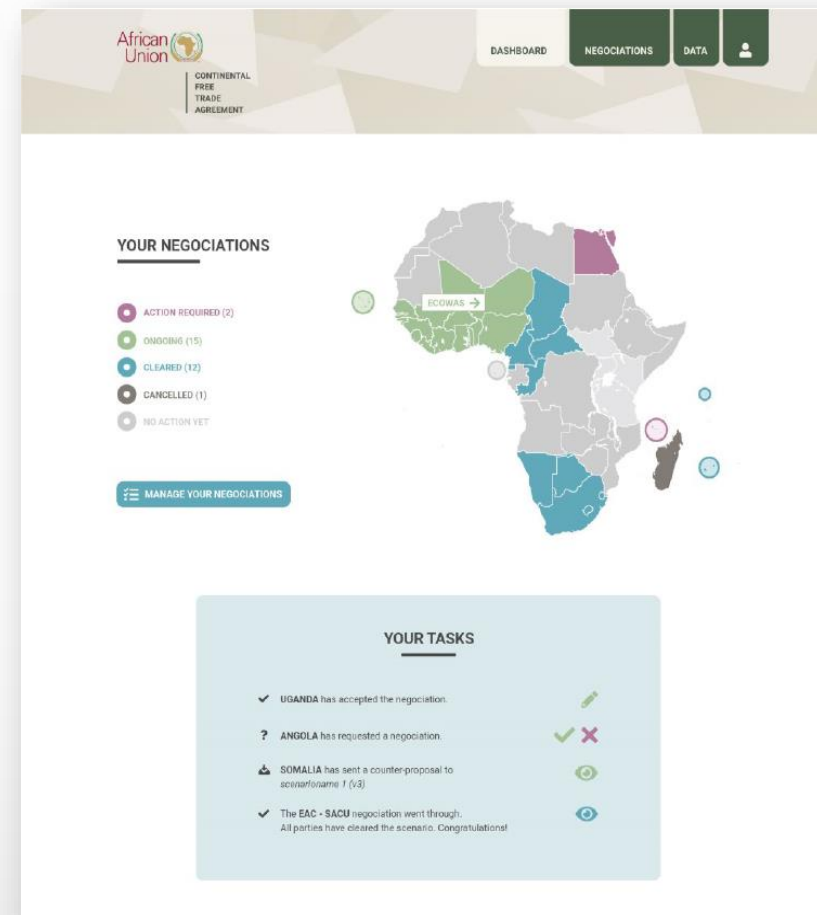 African
Union
CONTINENTAL
FREE
TRADE
AGREEMENT
DASHBOARD
NEGOCIATIONS
DATA
YOUR NEGOCIATIONS
ACTION REQUIRED (2)
ONGOING (15)
CLEARED (12)
CANCELLED (1)
NO ACTION YET
MANAGE YOUR NEGOCIATIONS
ECOWAS →
YOUR TASKS
UGANDA has accepted the negociation.
? ANGOLA has requested a negociation.
SOMALIA has sent a counter-proposal to
scenarioname 1 (v3)
The EAC - SACU negociation went through.
All parties have cleared the scenario. Congratulations!